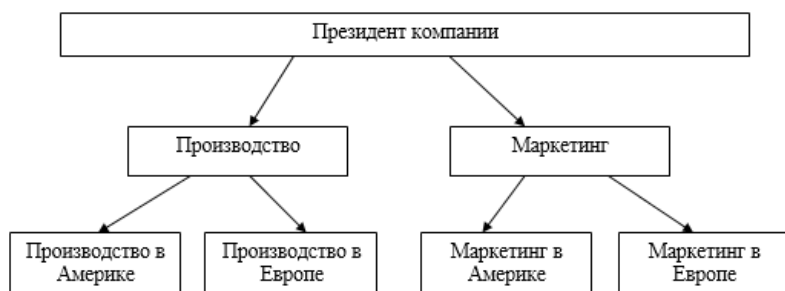 Президент компании
Производство
Маркетинг
Производство в
Америке
Производство в
Европе
Маркетинг в
Америке
Маркетинг в
Европе